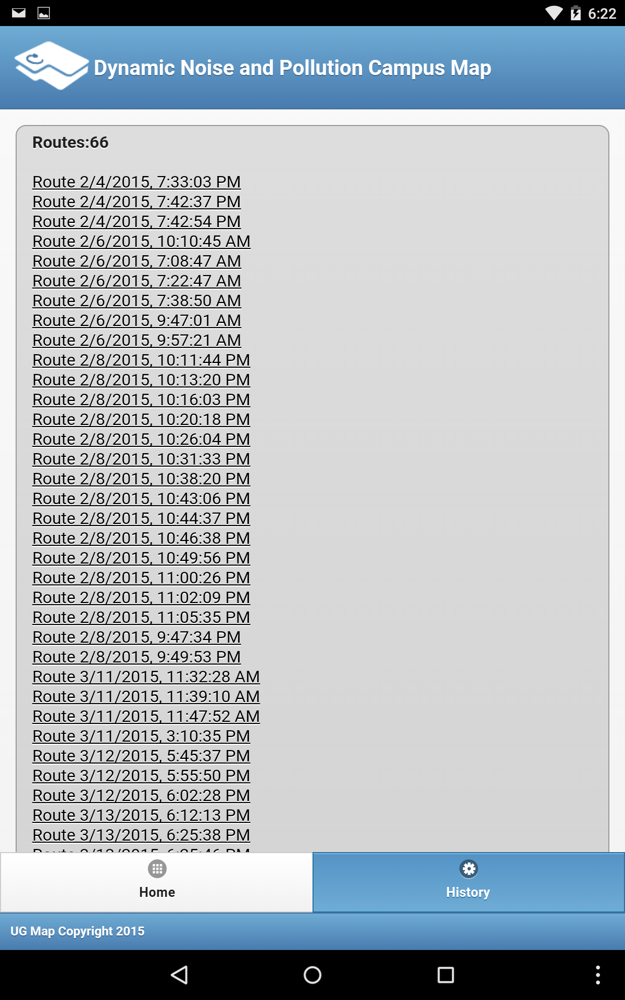 6:22
Dynamic Noise and Pollution Campus Map
Routes:66
Route 2/4/2015, 7:33:03 PM
Route 2/4/2015, 7:42:37 PM
Route 2/4/2015, 7:42:54 PM
Route 2/6/2015, 10:10:45 AM
Route 2/6/2015, 7:08:47 AM
Route 2/6/2015, 7:22:47 AM
Route 2/6/2015, 7:38:50 AM
Route 2/6/2015, 9:47:01 AM
Route 2/6/2015, 9:57:21 AM
Route 2/8/2015, 10:11:44 PM
Route 2/8/2015, 10:13:20 PM
Route 2/8/2015, 10:16:03 PM
Route 2/8/2015, 10:20:18 PM
Route 2/8/2015, 10:26:04 PM
Route 2/8/2015, 10:31:33 PM
Route 2/8/2015, 10:38:20 PM
Route 2/8/2015, 10:43:06 PM
Route 2/8/2015, 10:44:37 PM
Route 2/8/2015, 10:46:38 PM
Route 2/8/2015, 10:49:56 PM
Route 2/8/2015, 11:00:26 PM
Route 2/8/2015, 11:02:09 PM
Route 2/8/2015, 11:05:35 PM
Route 2/8/2015, 9:47:34 PM
Route 2/8/2015, 9:49:53 PM
Route 3/11/2015, 11:32:28 AM
Route 3/11/2015, 11:39:10 AM
Route 3/11/2015, 11:47:52 AM
Route 3/11/2015, 3:10:35 PM
Route 3/12/2015, 5:45:37 PM
Route 3/12/2015, 5:55:50 PM
Route 3/12/2015, 6:02:28 PM
Route 3/13/2015, 6:12:13 PM
Route 3/13/2015, 6:25:38 PM
Home
History
UG Map Copyright 2015